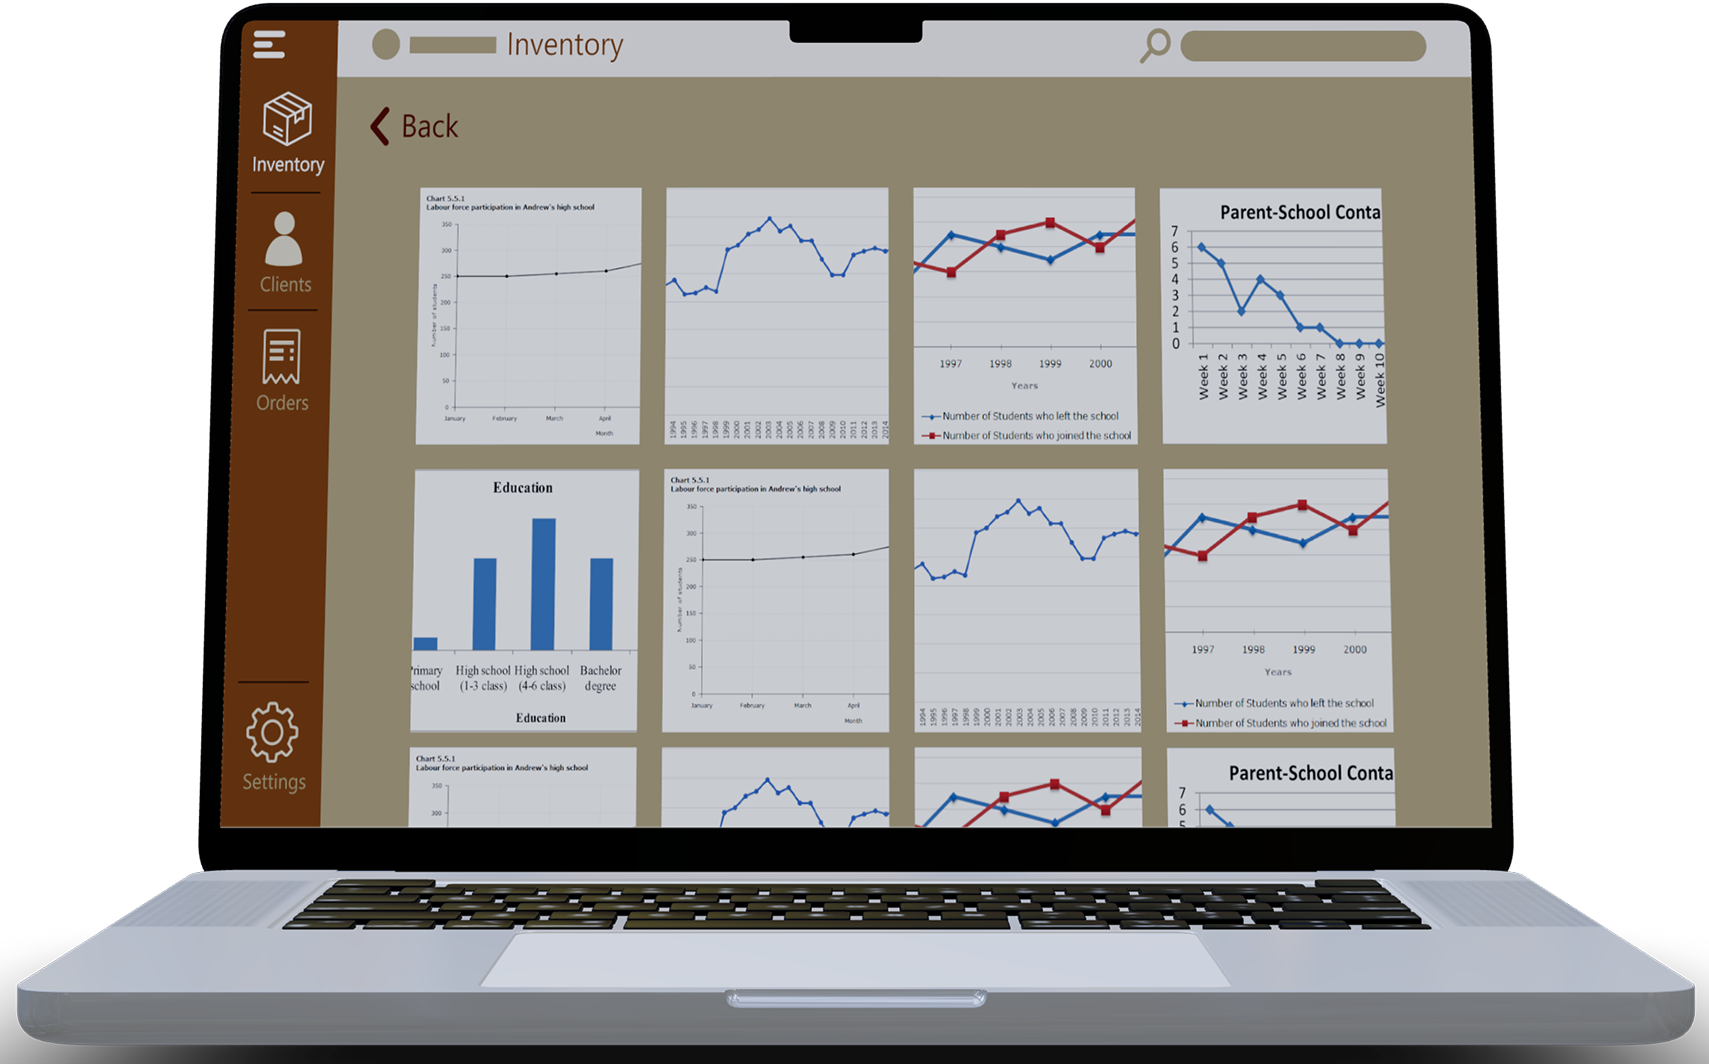 Inventory
Inventory
Clients
Orders
Settings
Back
Chart 5.5.1
Labour force participation in Andrew's high school
350
300
250
200
150
100
50
0
Number of students
January February March April
Month
1994 1995 1996 1997 1998 1999 2000 2001 2002 2003 2004 2005 2006 2007 2008 2009 2010 2011 2012 2013 2014
1997 1998 1999 2000
Years
Number of Students who left the school
Number of Students who joined the school
Parent-School Conta
7
6
5
4
3
2
1
0
Week 1 Week 2 Week 3 Week 4 Week 5 Week 6 Week 7 Week 8 Week 9 Week 10
Education
rimary High school High school Bachelor
school (1-3 class) (4-6 class) degree
Education
Chart 5.5.1
Labour force participation in Andrew's high school
350
300
250
200
150
100
50
0
Number of students
January February March April
Month
1994 1995 1996 1997 1998 1999 2000 2001 2002 2003 2004 2005 2006 2007 2008 2009 2010 2011 2012 2013 2014
1997 1998 1999 2000
Years
Number of Students who left the school
Number of Students who joined the school
Chart 5.5.1
Labour force participation in Andrew's high school
350
300
Parent-School Conta
7
6
5